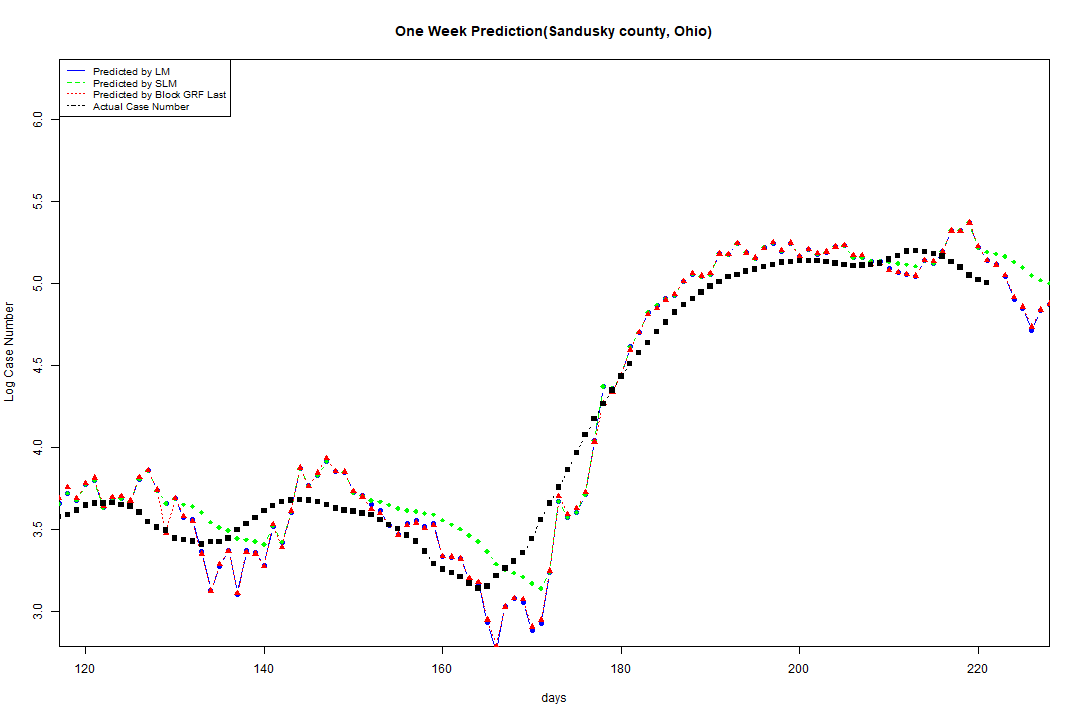 One Week Prediction(Sandusky county, Ohio)
Predicted by LM
Predicted by SLM
Predicted by Block GRF Last
Actual Case Number
6.0
5.5
5.0
4.5
4.0
3.5
3.0
Log Case Number
120 140 160 180 200 220
days